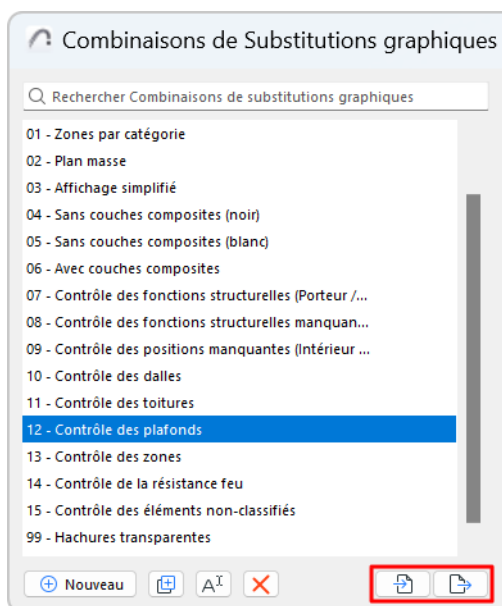 Combinaisons de Substitutions graphiques
Rechercher Combinaisons de substitutions graphiques
01 - Zones par catégorie
02 - Plan masse
03 - Affichage simplifié
04 - Sans couches composites (noir)
05 - Sans couches composites (blanc)
06 - Avec couches composites
07 - Contrôle des fonctions structurelles (Porteur /...
08 - Contrôle des fonctions structurelles manquan...
09 - Contrôle des positions manquantes (Intérieur ...
10 - Contrôle des dalles
11 - Contrôle des toitures
12 - Contrôle des plafonds
13 - Contrôle des zones
14 - Contrôle de la résistance feu
15 - Contrôle des éléments non-classifiés
99 - Hachures transparentes
Nouveau